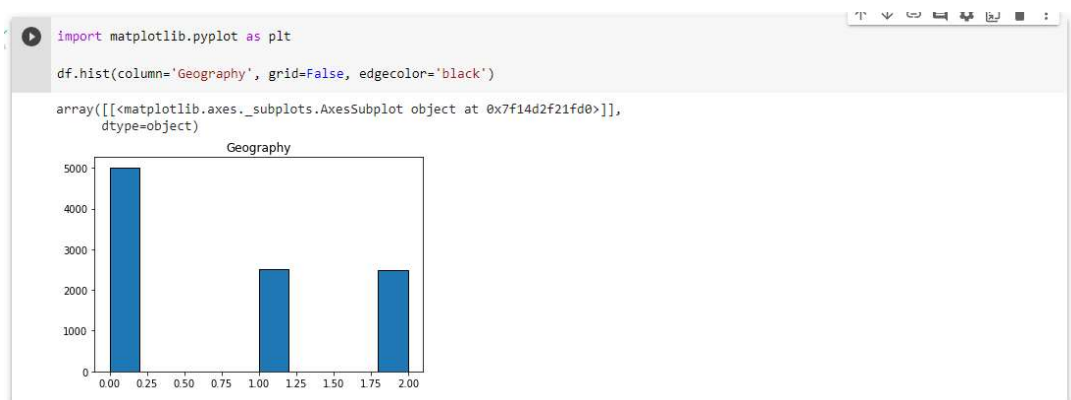 import matplotlib.pyplot as plt
df.hist(column='Geography', grid=False, edgecolor='black')
array([[<matplotlib.axes._subplots.AxesSubplot object at 0x7f14d2f21fd0>]],
dtype=object)
Geography
5000
4000
3000
2000
1000
0
0.00 0.25 0.50 0.75 1.00 1.25 1.50 1.75 2.00